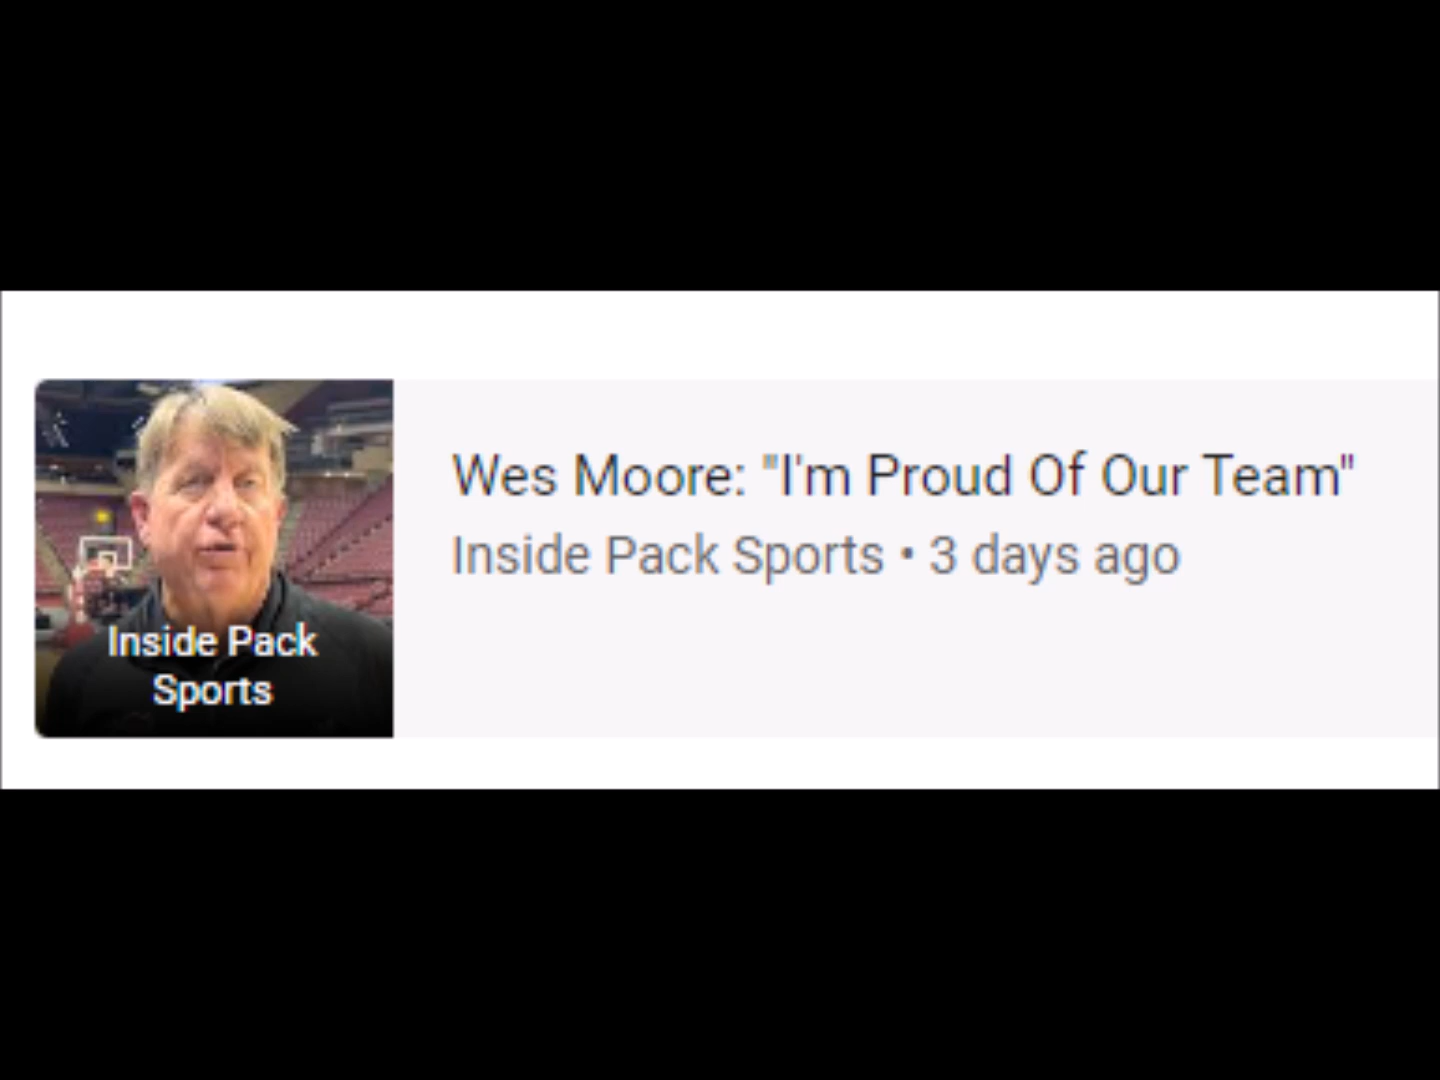 Wes Moore: "I'm Proud Of Our Team"
Inside Pack Sports • 3 days ago
Inside Pack
Sports